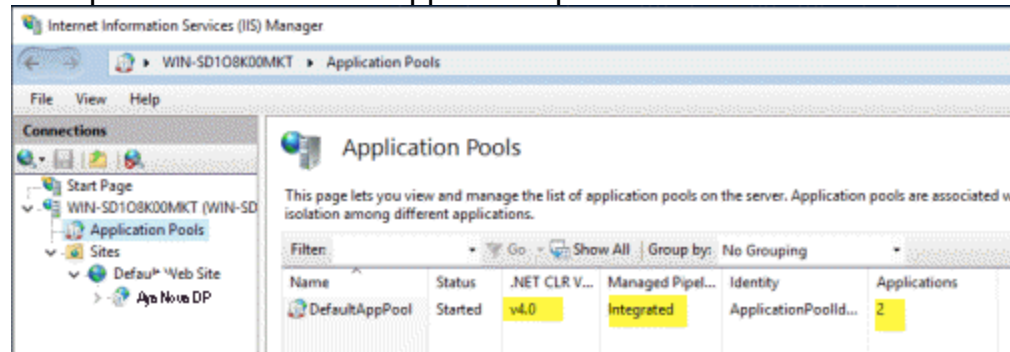 Internet Information Services (IIS) Manager
WIN-SD1O8K00MKT ▸ Application Pools
File View Help
Connections
Application Pools
Start Page
This page lets you view and manage the list of application pools on the server. Application pools are associated w
WIN-SD1O8K00MKT (WIN-SD
isolation among different applications.
Application Pools
Sites
Filter: Go Show All Group by: No Grouping
Default Web Site
Name Status .NET CLR V... Managed Pipel... Identity Applications
DP
DefaultAppPool Started v4.0 Integrated ApplicationPoolId... 2